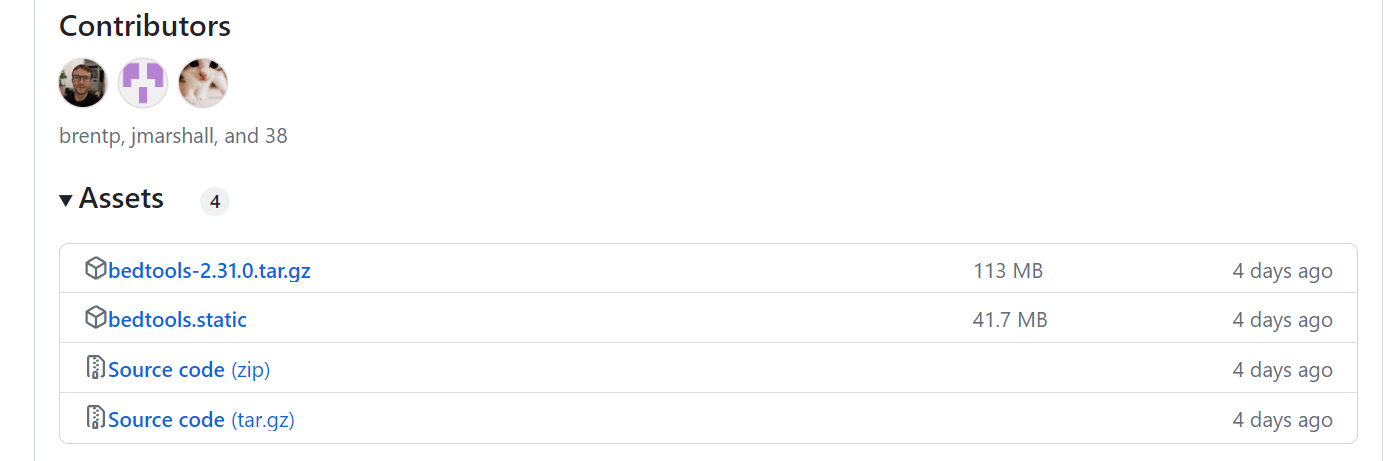 Contributors
brentp, jmarshall, and 38
Assets 4
bedtools-2.31.0.tar.gz 113 MB 4 days ago
bedtools.static 41.7 MB 4 days ago
Source code (zip) 4 days ago
Source code (tar.gz) 4 days ago